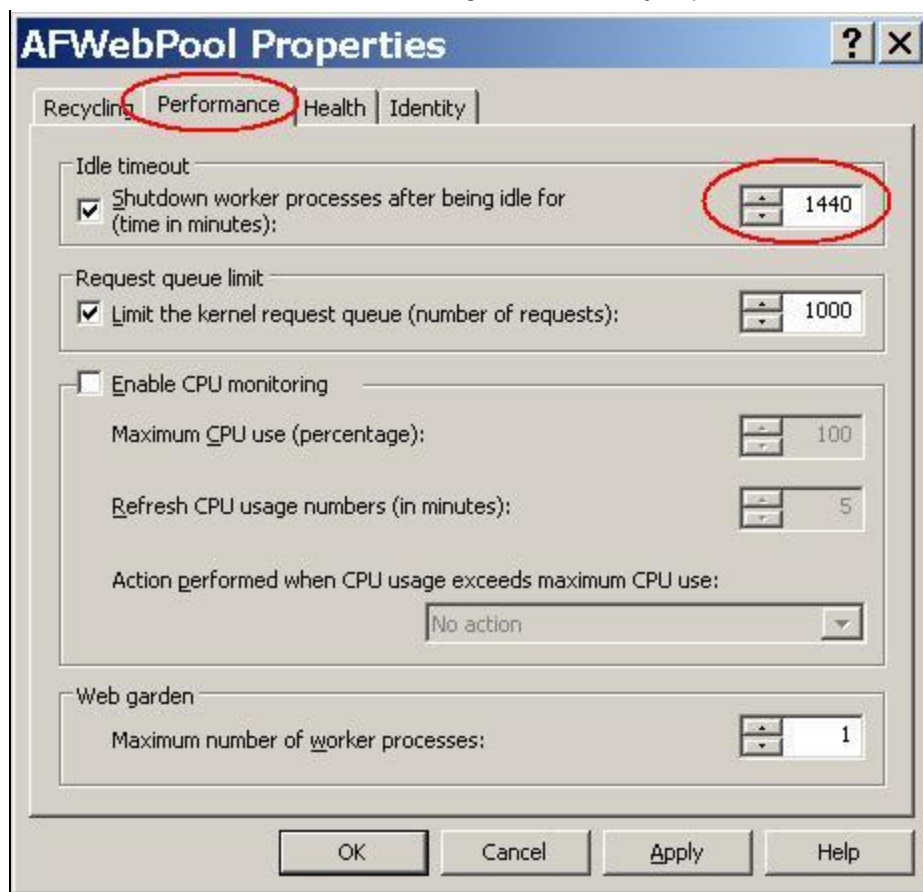 AFWebPool Properties
? ×
Recycling Performance Health Identity
Idle timeout
Shutdown worker processes after being idle for
(time in minutes):
1440
Request queue limit
Limit the kernel request queue (number of requests):
1000
Enable CPU monitoring
Maximum CPU use (percentage):
100
Refresh CPU usage numbers (in minutes):
5
Action performed when CPU usage exceeds maximum CPU use:
No action
Web garden
Maximum number of worker processes:
1
OK Cancel Apply Help